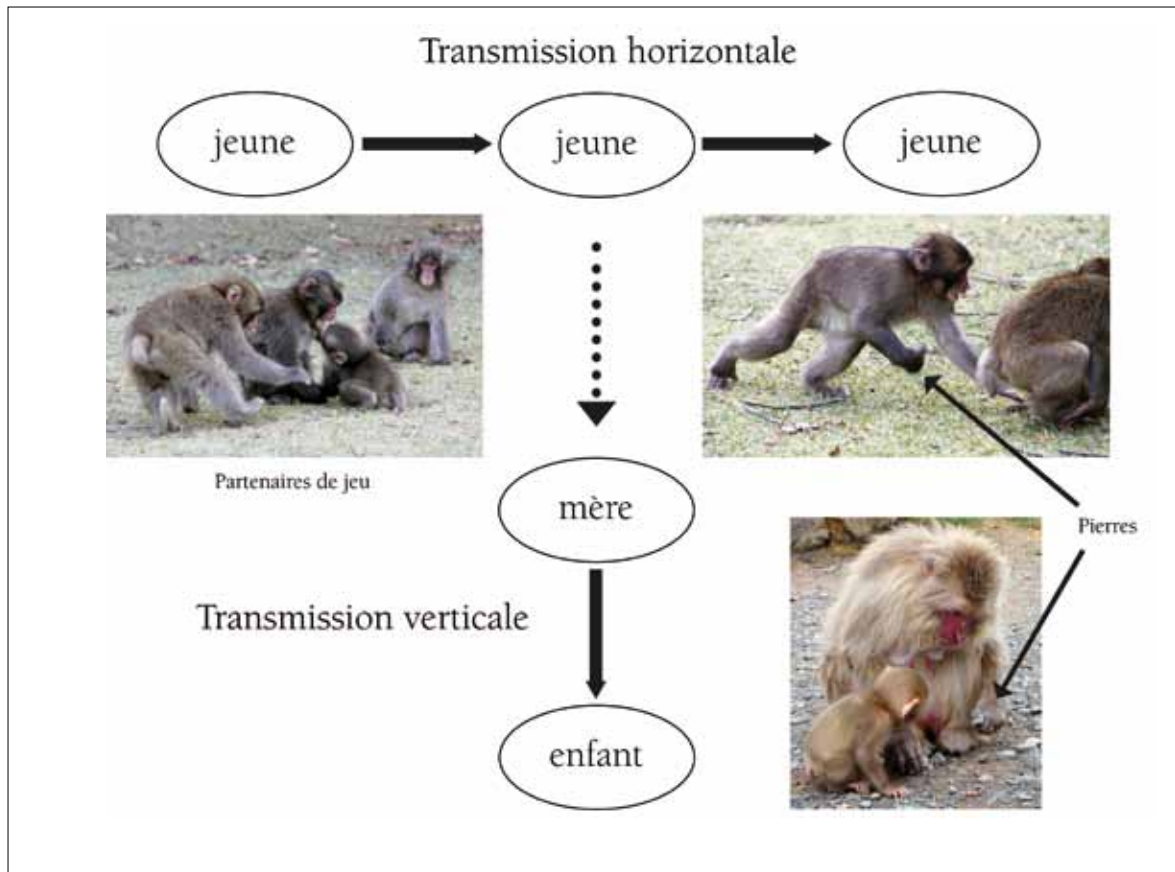 Transmission horizontale
jeune
jeune
jeune
Partenaires de jeu
mère
Pierres
Transmission verticale
enfant